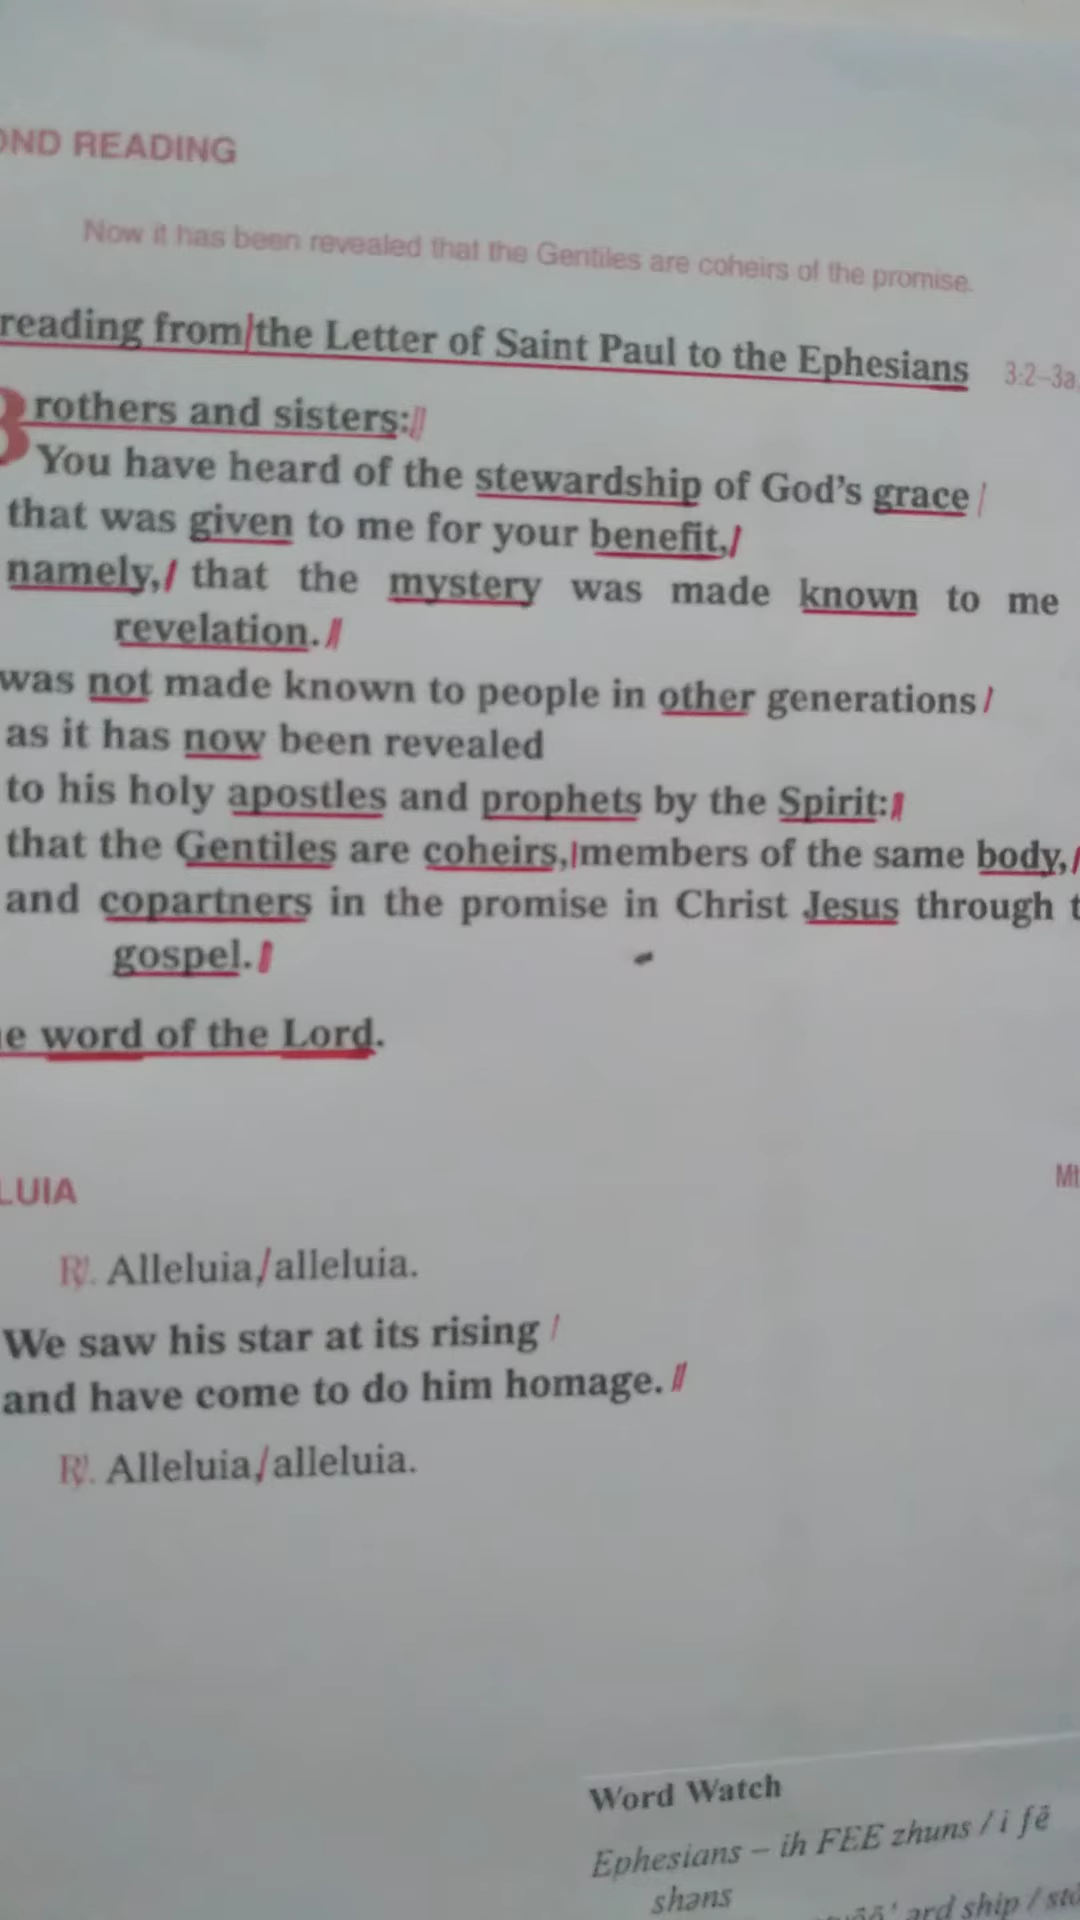 OND READING
Now it has been revealed that the Gentiles are coheirs of the promise.
reading from/the Letter of Saint Paul to the Ephesians 3:2–3a
Brothers and sisters://
You have heard of the stewardship of God's grace/
that was given to me for your benefit,/
namely,/ that the mystery was made known to me
revelation.//
was not made known to people in other generations/
as it has now been revealed
to his holy apostles and prophets by the Spirit://
that the Gentiles are coheirs,/members of the same body,/
and copartners in the promise in Christ Jesus through t
gospel.//
e word of the Lord.
LUIA Mt
R/. Alleluia,/alleluia.
We saw his star at its rising/
and have come to do him homage.//
R/. Alleluia,/alleluia.
Word Watch
Ephesians – ih FEE zhuns / i fē
shəns
ard ship /